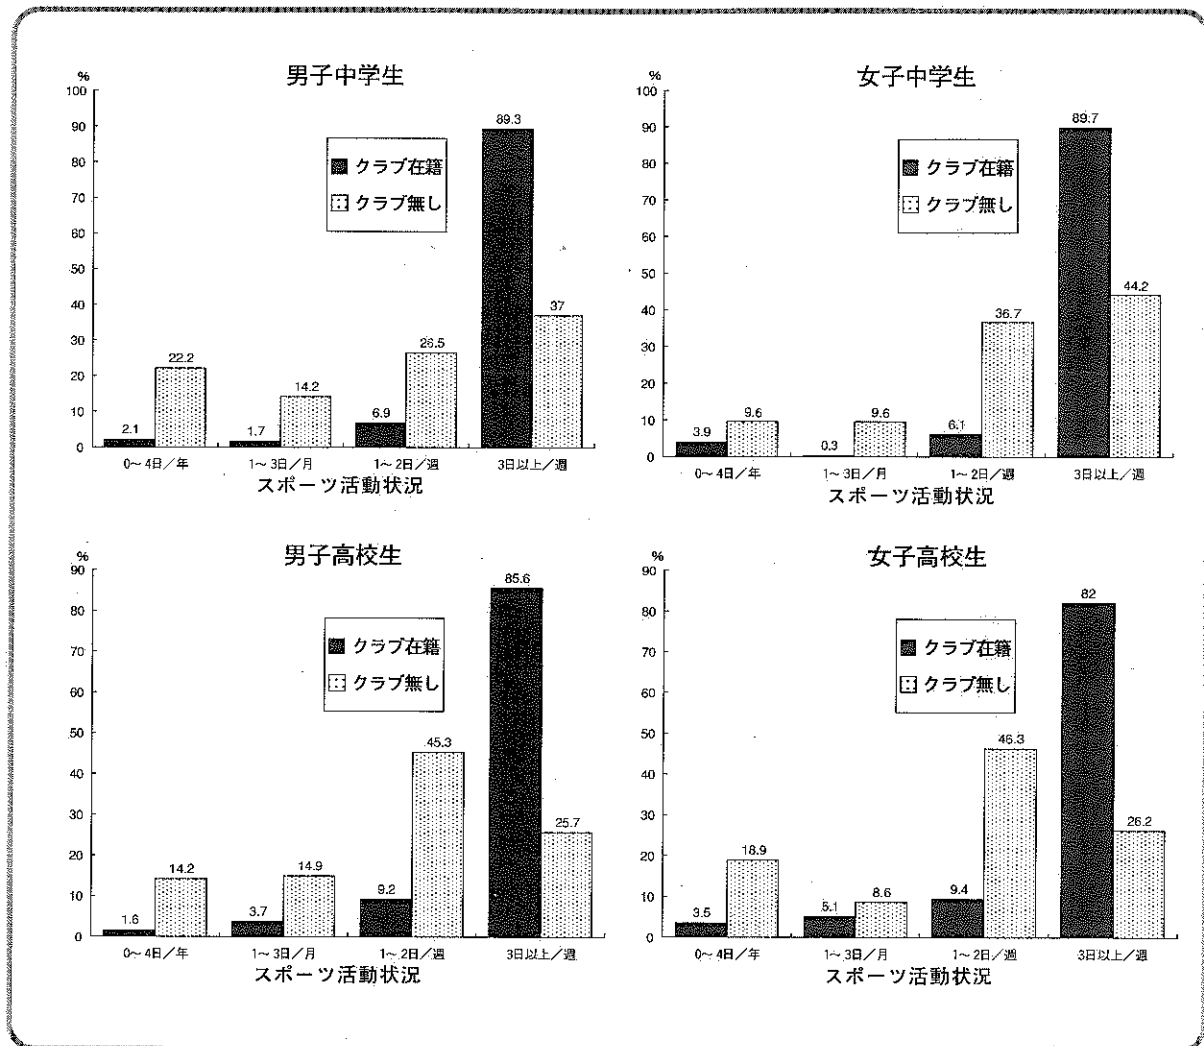 男子中学生
%
100
90
80
70
60
50
40
30
20
10
0
クラブ在籍
クラブ無し
2.1
22.2
1.7
14.2
6.9
26.5
89.3
37
0〜4日/年
1〜3日/月
1〜2日/週
3日以上/週
スポーツ活動状況
女子中学生
%
100
90
80
70
60
50
40
30
20
10
0
クラブ在籍
クラブ無し
3.9
9.6
0.3
9.6
6.1
36.7
89.7
44.2
0〜4日/年
1〜3日/月
1〜2日/週
3日以上/週
スポーツ活動状況
男子高校生
%
90
80
70
60
50
40
30
20
10
0
クラブ在籍
クラブ無し
1.6
14.2
3.7
14.9
9.2
45.3
85.6
25.7
0〜4日/年
1〜3日/月
1〜2日/週
3日以上/週
スポーツ活動状況
女子高校生
%
90
80
70
60
50
40
30
20
10
0
クラブ在籍
クラブ無し
3.5
18.9
5.1
8.6
9.4
46.3
82
26.2
0〜4日/年
1〜3日/月
1〜2日/週
3日以上/週
スポーツ活動状況